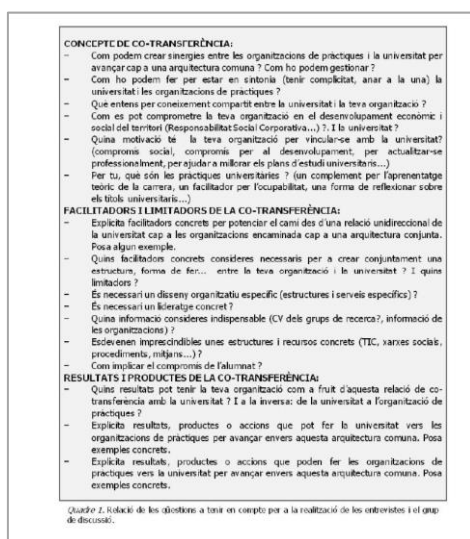 CONCEPTE DE CO-TRANSFERÈNCIA:
– Com podem crear sinergies entre les organitzacions de pràctiques i la universitat per
avançar cap a una arquitectura comuna ? Com ho podem gestionar ?
– Com ho podem fer per estar en sintonia (tenir complicitat, anar a la una) la
universitat i les organitzacions de pràctiques ?
– Què entens per coneixement compartit entre la universitat i la teva organització ?
– Com es pot comprometre la teva organització en el desenvolupament econòmic i
social del territori (Responsabilitat Social Corporativa...) ?. I la universitat ?
– Quina motivació té la teva organització per vincular-se amb la universitat?
(compromís social, compromís per al desenvolupament, per actualitzar-se
professionalment, per ajudar a millorar els plans d'estudi universitaris...)
– Per tu, què són les pràctiques universitàries ? (un complement per l'aprenentatge
teòric de la carrera, un facilitador per l'ocupabilitat, una forma de reflexionar sobre
els títols universitaris...)
FACILITADORS I LIMITADORS DE LA CO-TRANSFERÈNCIA:
– Explicita facilitadors concrets per potenciar el camí des d'una relació unidireccional de
la universitat cap a les organitzacions encaminada cap a una arquitectura conjunta.
Posa algun exemple.
– Quins facilitadors concrets consideres necessaris per a crear conjuntament una
estructura, forma de fer... entre la teva organització i la universitat ? I quins
limitadors ?
– És necessari un disseny organitzatiu específic (estructures i serveis específics) ?
– És necessari un lideratge concret ?
– Quina informació consideres indispensable (CV dels grups de recerca?, informació de
les organitzacions) ?
– Esdevenen imprescindibles unes estructures i recursos concrets (TIC, xarxes socials,
procediments, mitjans...) ?
– Com implicar el compromís de l'alumnat ?
RESULTATS I PRODUCTES DE LA CO-TRANSFERÈNCIA:
– Quins resultats pot tenir la teva organització com a fruit d'aquesta relació de co-
transferència amb la universitat ? I a la inversa: de la universitat a l'organització de
pràctiques ?
– Explicita resultats, productes o accions que pot fer la universitat vers les
organitzacions de pràctiques per avançar envers aquesta arquitectura comuna. Posa
exemples concrets.
– Explicita resultats, productes o accions que poden fer les organitzacions de
pràctiques vers la universitat per avançar envers aquesta arquitectura comuna. Posa
exemples concrets.
Quadre 1. Relació de les qüestions a tenir en compte per a la realització de les entrevistes i el grup
de discussió.